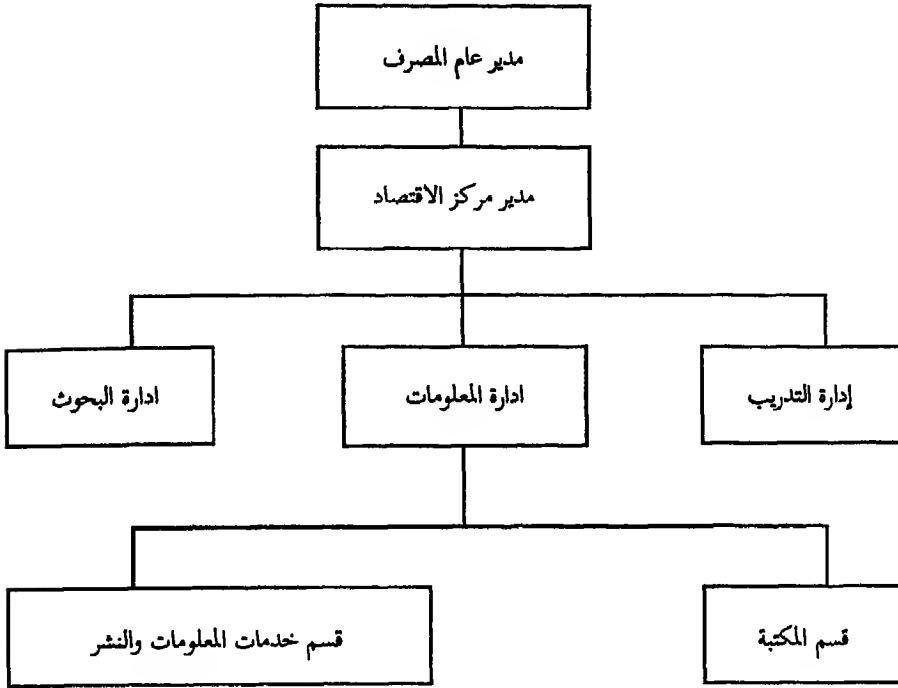 مدير عام المصرف
مدير مركز الاقتصاد
إدارة التدريب
ادارة المعلومات
ادارة البحوث
قسم المكتبة
قسم خدمات المعلومات والنشر